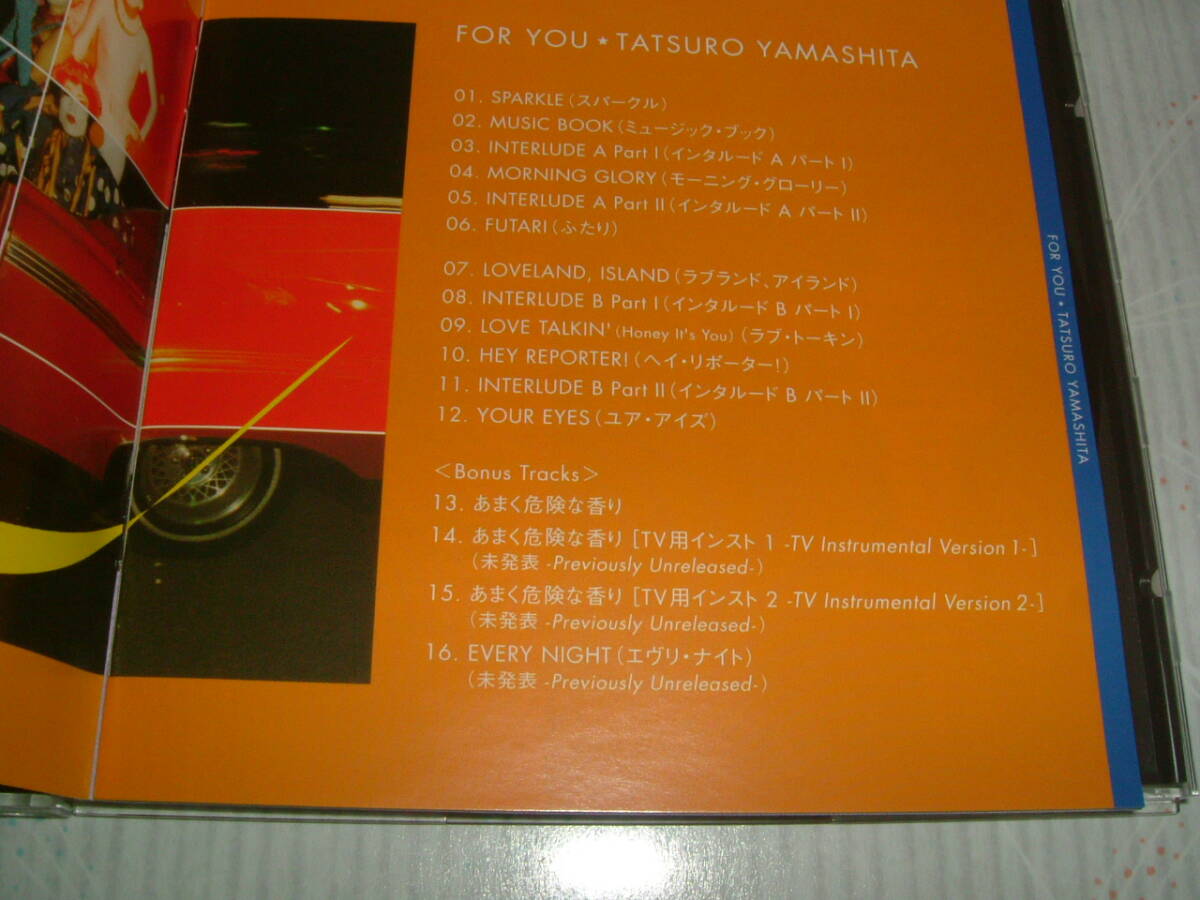 FOR YOU★TATSURO YAMASHITA
01. SPARKLE(スパークル)
02. MUSIC BOOK(ミュージック・ブック)
03. INTERLUDE A Part I(インタルード A パート I)
04. MORNING GLORY(モーニング・グローリー)
05. INTERLUDE A Part II(インタルード A パート II)
06. FUTARI(ふたり)
07. LOVELAND, ISLAND(ラブランド、アイランド)
08. INTERLUDE B Part I(インタルード B パート I)
09. LOVE TALKIN' (Honey It's You)(ラブ・トーキン)
10. HEY REPORTER!(ヘイ・リポーター!)
11. INTERLUDE B Part II(インタルード B パート II)
12. YOUR EYES(ユア・アイズ)
<Bonus Tracks>
13. あまく危険な香り
14. あまく危険な香り [TV用インスト 1 -TV Instrumental Version 1-]
(未発表 -Previously Unreleased-)
15. あまく危険な香り [TV用インスト 2 -TV Instrumental Version 2-]
(未発表 -Previously Unreleased-)
16. EVERY NIGHT(エヴリ・ナイト)
(未発表 -Previously Unreleased-)
FOR YOU★TATSURO YAMASHITA